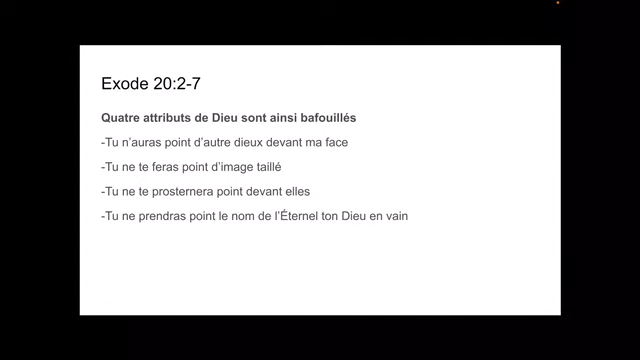 Exode 20:2-7
Quatre attributs de Dieu sont ainsi bafouillés
-Tu n’auras point d’autre dieux devant ma face
-Tu ne te feras point d’image taillé
-Tu ne te prosternera point devant elles
-Tu ne prendras point le nom de l’Éternel ton Dieu en vain